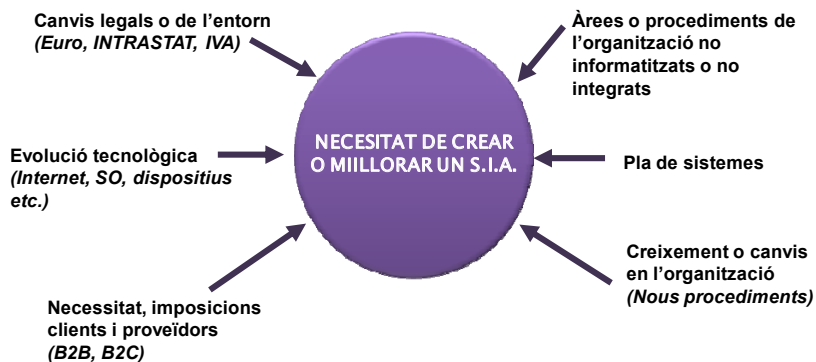 Canvis legals o de l'entorn
(Euro, INTRASTAT, IVA)
Àrees o procediments de
l'organització no
informatitzats o no
integrats
NECESITAT DE CREAR
O MIILLORAR UN S.I.A.
Evolució tecnològica
(Internet, SO, dispositius
etc.)
Pla de sistemes
Necessitat, imposicions
clients i proveïdors
(B2B, B2C)
Creixement o canvis
en l'organització
(Nous procediments)